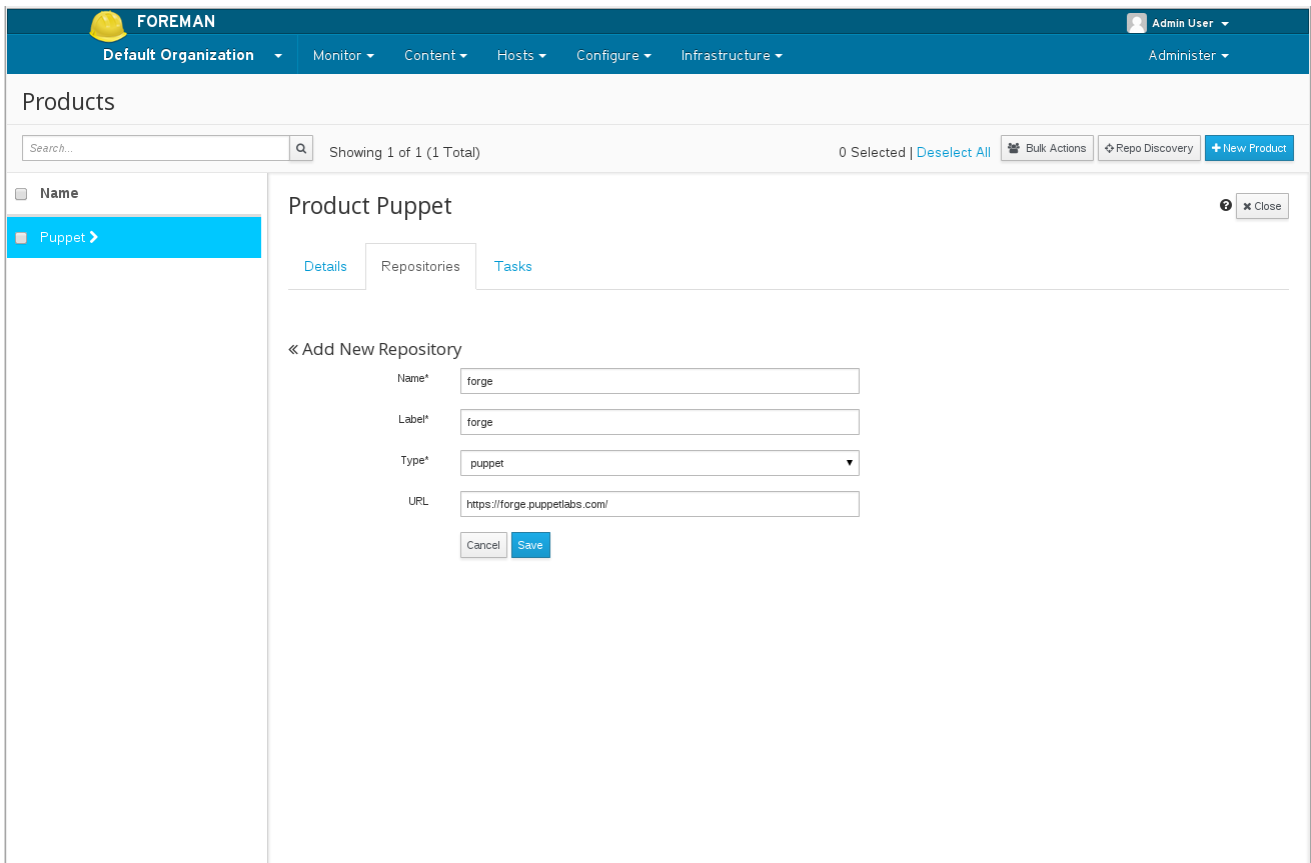 FOREMAN
Admin User
Default Organization Monitor Content Hosts Configure Infrastructure Administer
Products
Search...
Showing 1 of 1 (1 Total)
0 Selected | Deselect All Bulk Actions Repo Discovery +New Product
Name
Puppet
Product Puppet
Close
Details Repositories Tasks
« Add New Repository
Name* forge
Label* forge
Type* puppet
URL https://forge.puppetlabs.com/
Cancel Save